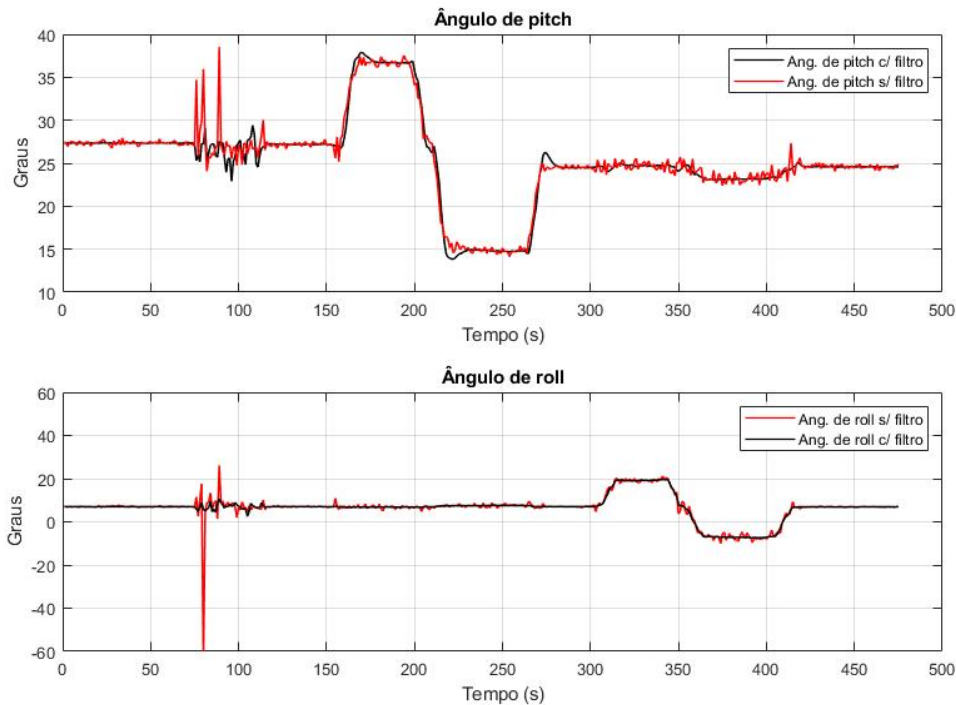 Ângulo de pitch
40
35
30
25
20
15
10
Graus
Ang. de pitch c/ filtro
Ang. de pitch s/ filtro
0 50 100 150 200 250 300 350 400 450 500
Tempo (s)
Ângulo de roll
60
40
20
0
-20
-40
-60
Graus
Ang. de roll s/ filtro
Ang. de roll c/ filtro
0 50 100 150 200 250 300 350 400 450 500
Tempo (s)